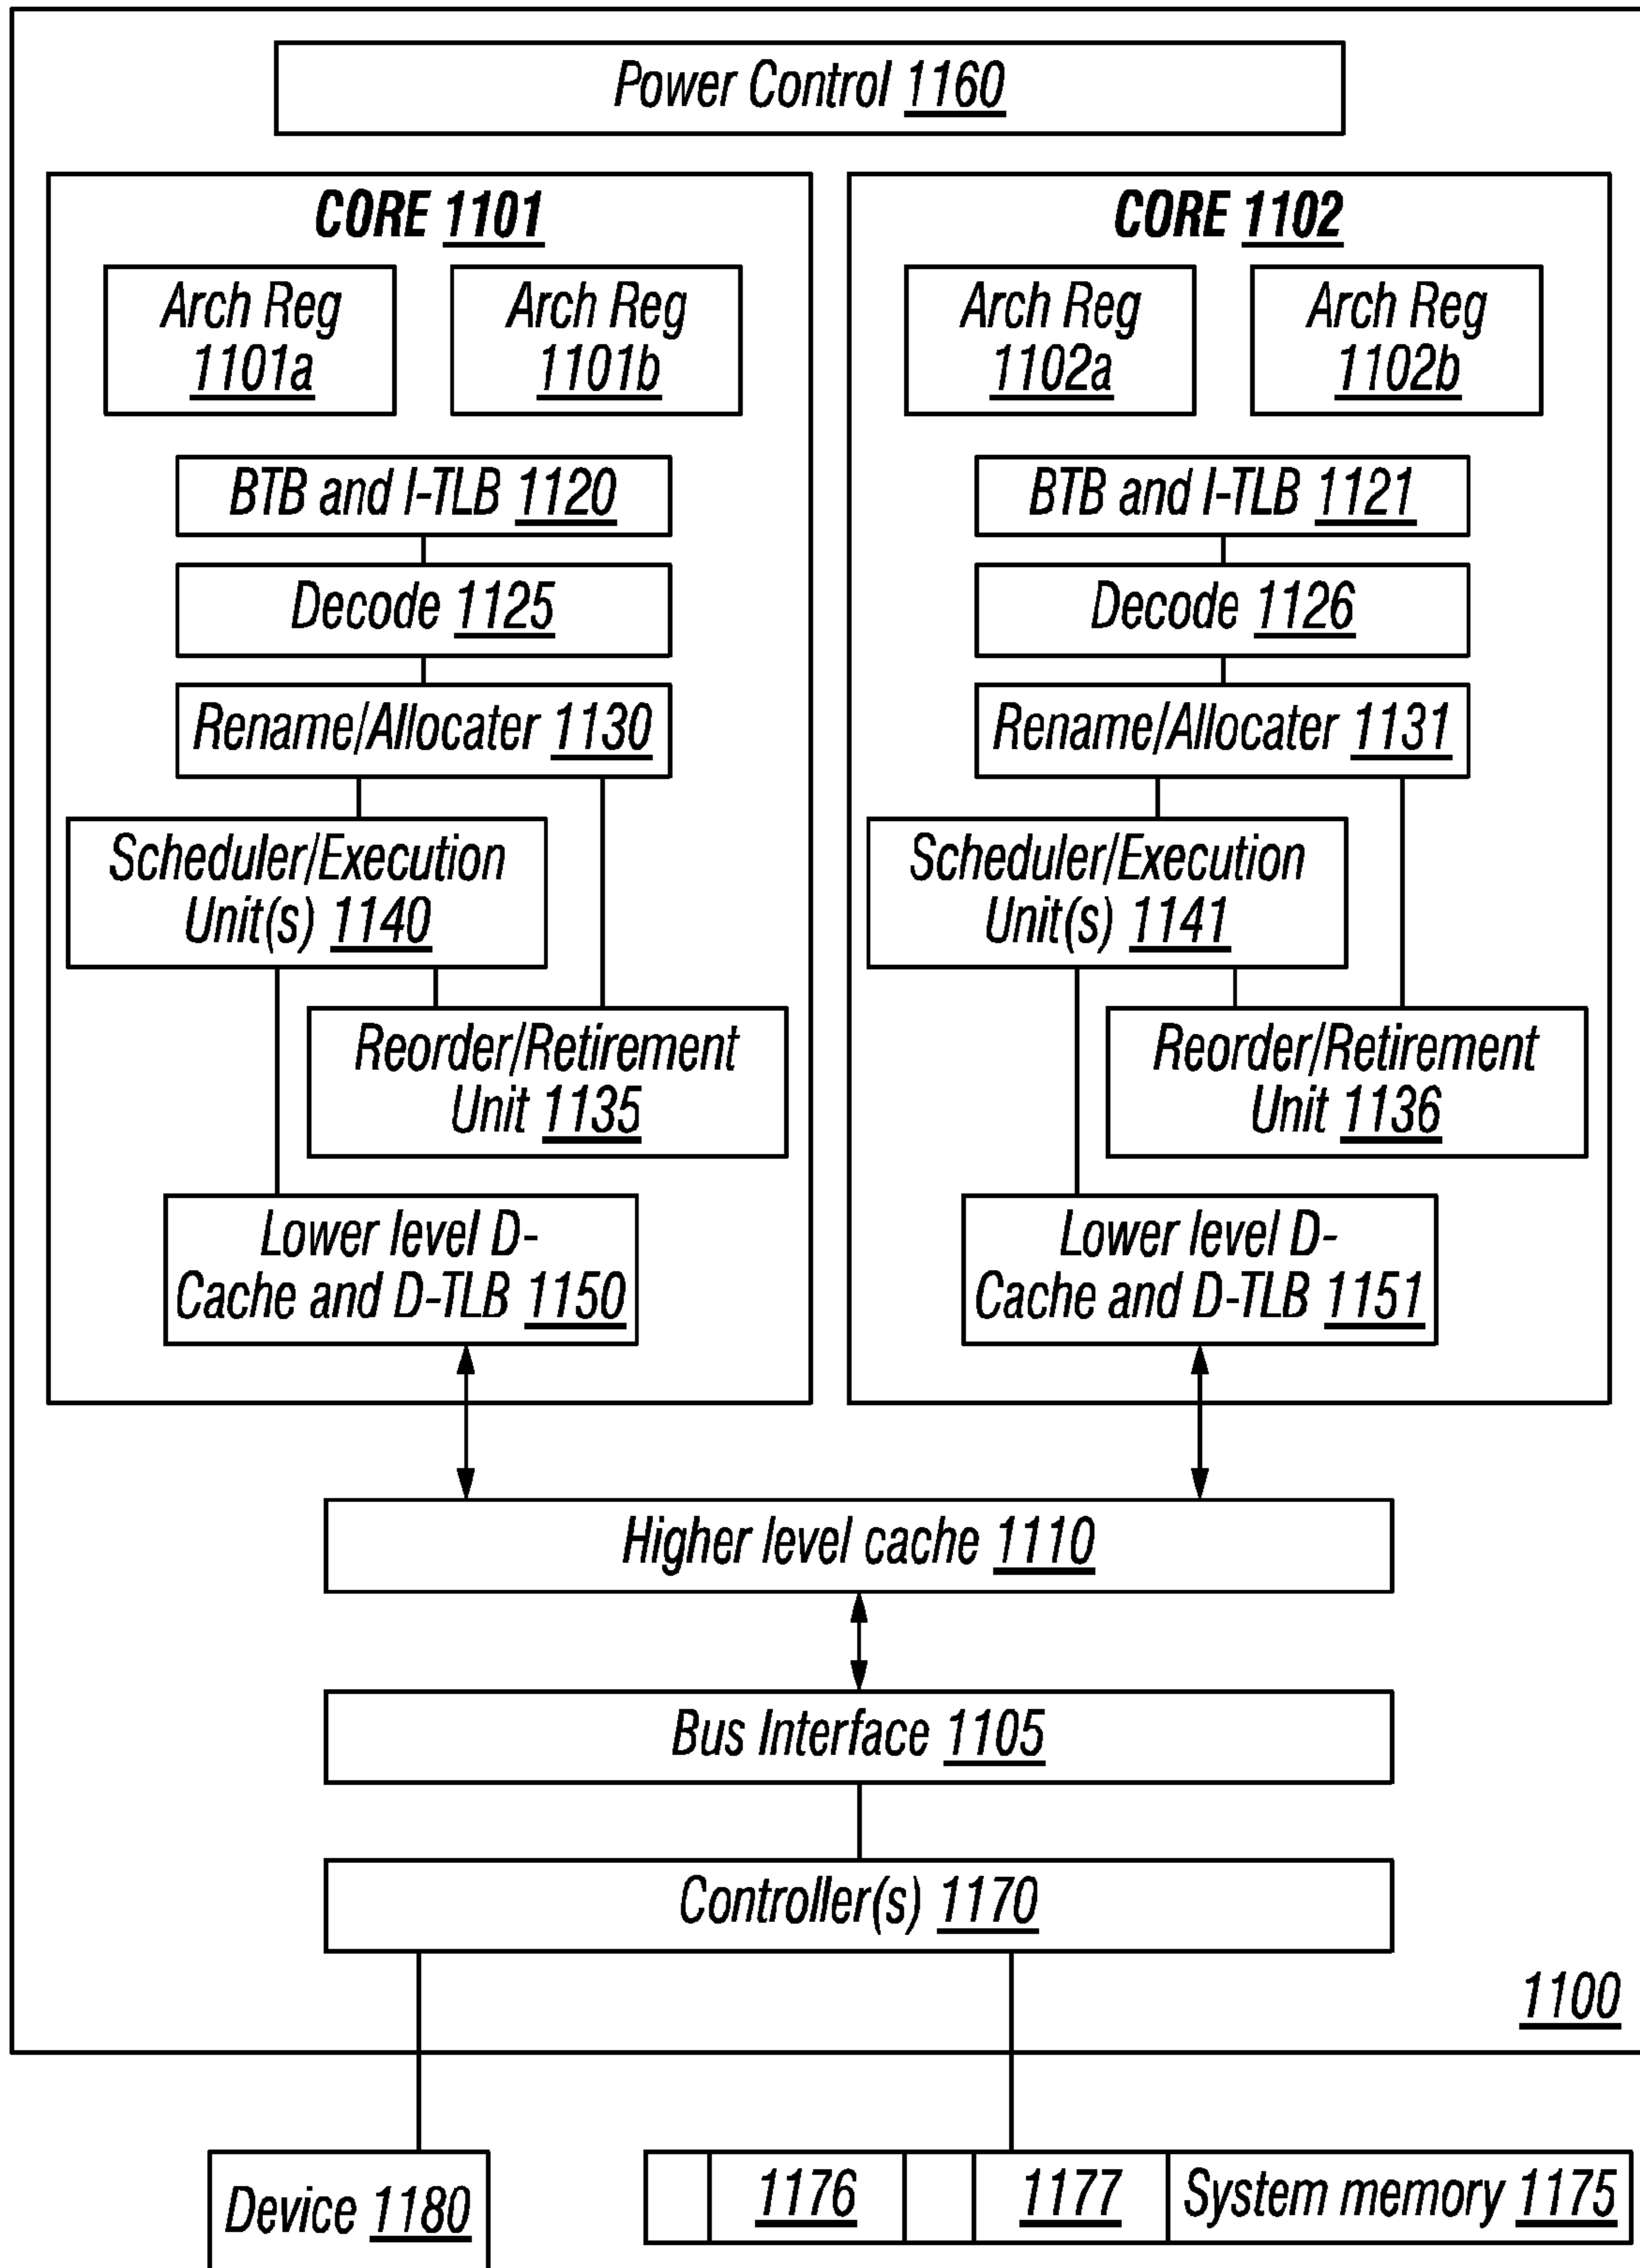 Power Control 1160
CORE 1101
Arch Reg
1101a
Arch Reg
1101b
BTB and I-TLB 1120
Decode 1125
Rename/Allocater 1130
Scheduler/Execution
Unit(s) 1140
Reorder/Retirement
Unit 1135
Lower level D-
Cache and D-TLB 1150
CORE 1102
Arch Reg
1102a
Arch Reg
1102b
BTB and I-TLB 1121
Decode 1126
Rename/Allocater 1131
Scheduler/Execution
Unit(s) 1141
Reorder/Retirement
Unit 1136
Lower level D-
Cache and D-TLB 1151
Higher level cache 1110
Bus Interface 1105
Controller(s) 1170
1100
Device 1180
1176
1177
System memory 1175